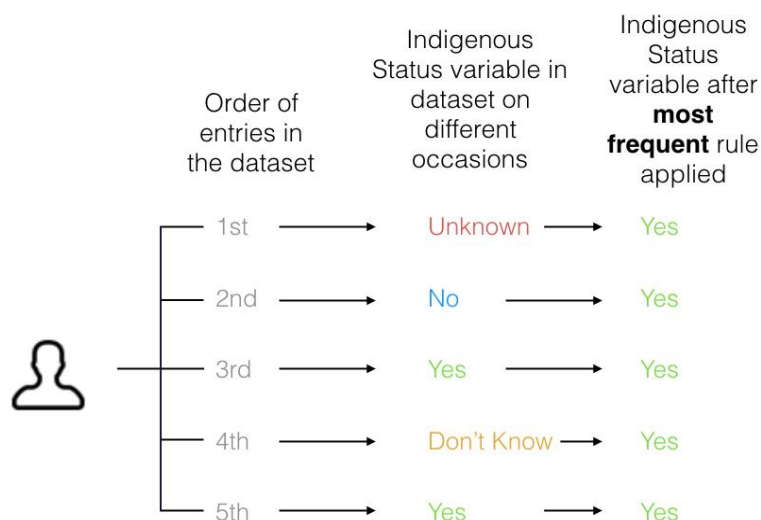 Order of
entries in
the dataset
Indigenous
Status variable in
dataset on
different
occasions
Indigenous
Status
variable after
most
frequent rule
applied
1st Unknown Yes
2nd No Yes
3rd Yes Yes
4th Don't Know Yes
5th Yes Yes